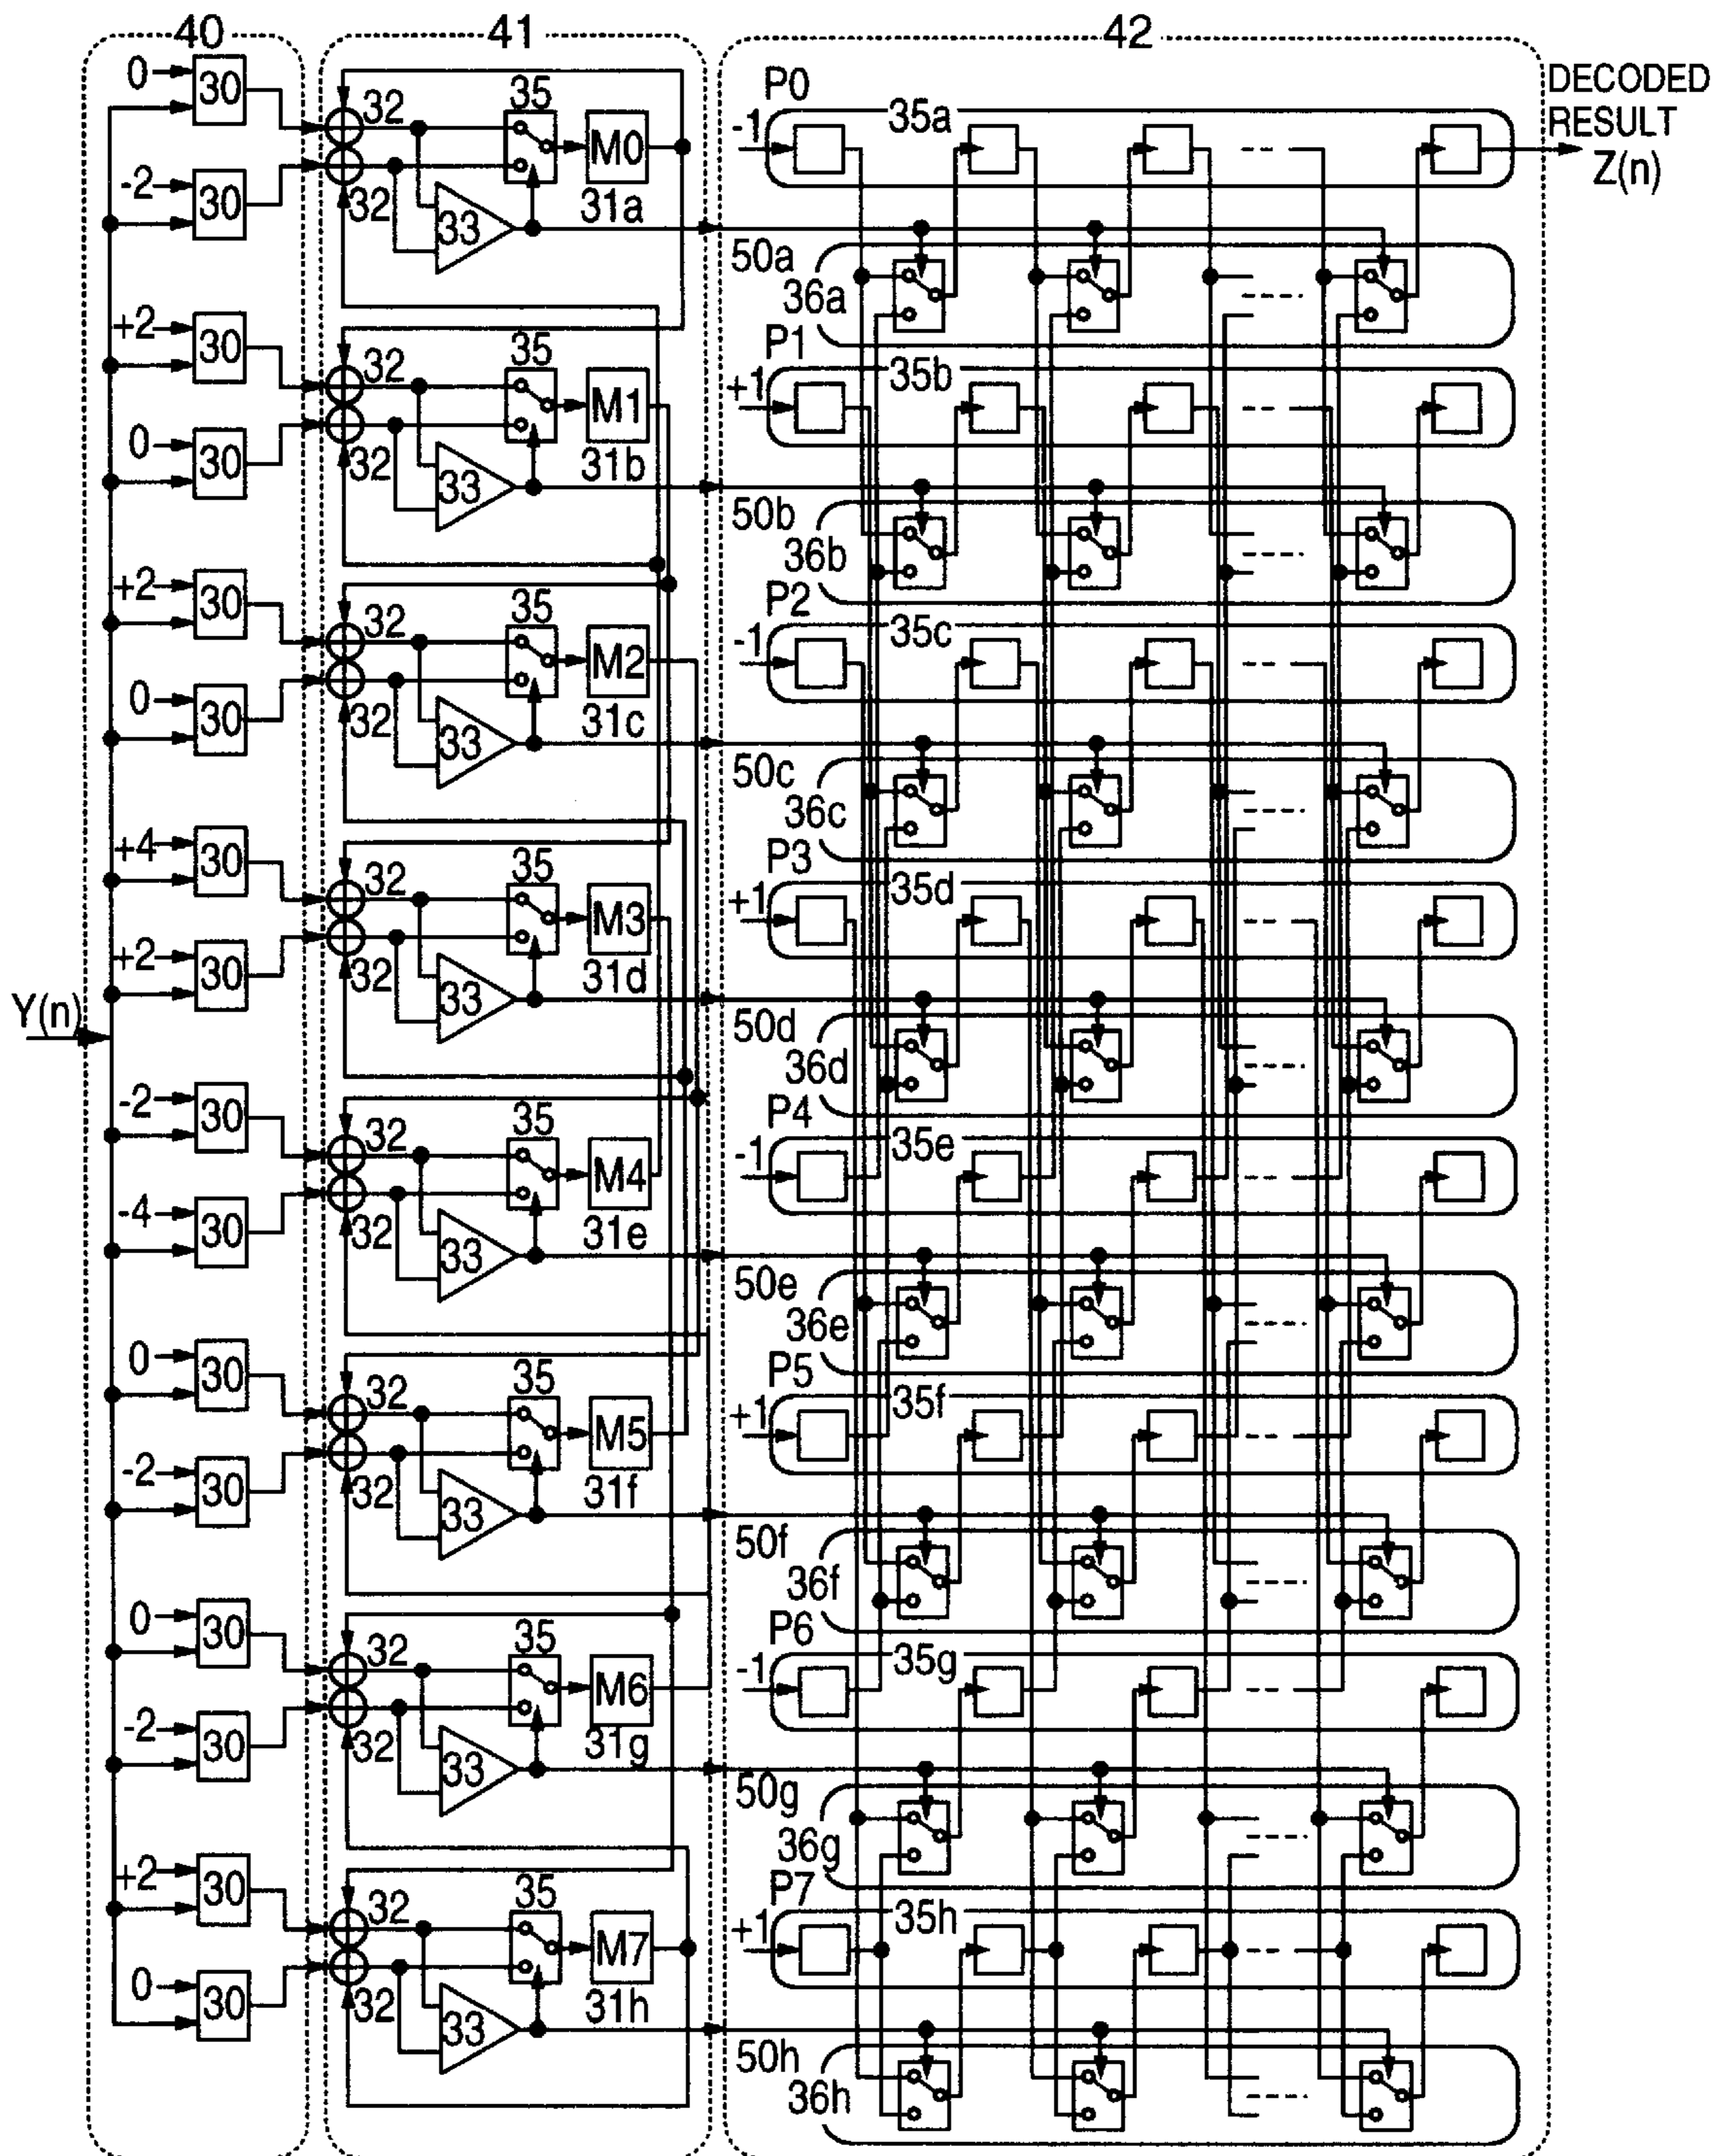 40 41 42
0 30 32 35 M0 P0 35a DECODED
-1 RESULT
-2 30 32 33 31a Z(n)
50a
36a
+2 30 32 35 M1 P1 35b
+1
0 30 32 33 31b
50b
36b
+2 30 32 35 M2 P2 35c
-1
0 30 32 33 31c
50c
36c
+4 30 32 35 M3 P3 35d
+1
+2 30 32 33 31d
Y(n)
50d
36d
-2 30 32 35 M4 P4 35e
-1
-4 30 32 33 31e
50e
36e
0 30 32 35 M5 P5 35f
+1
-2 30 32 33 31f
50f
36f
0 30 32 35 M6 P6 35g
-1
-2 30 32 33 31g
50g
36g
+2 30 32 35 M7 P7 35h
+1
0 30 32 33 31h
50h
36h